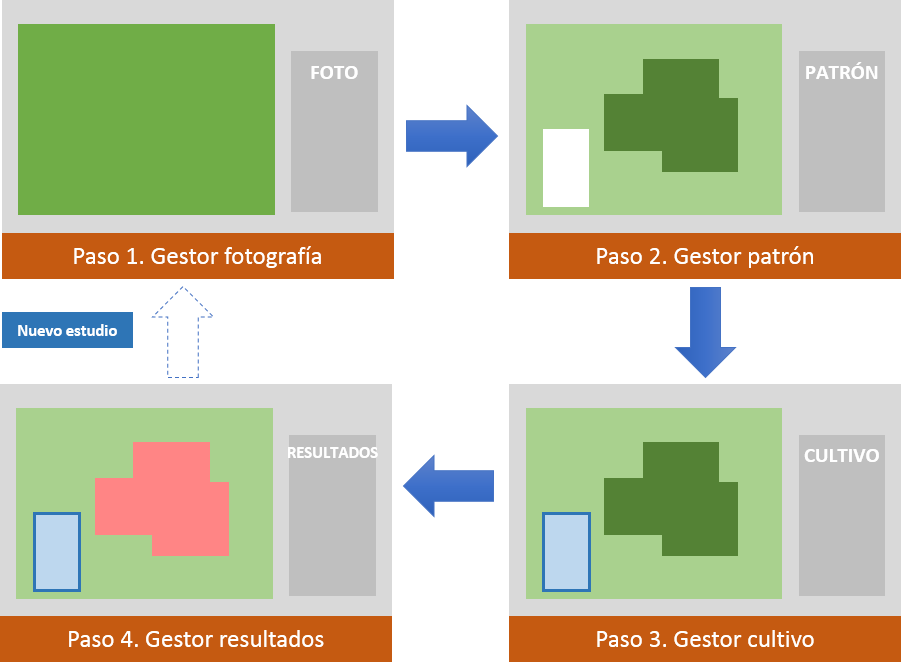 FOTO
PATRÓN
Paso 1. Gestor fotografía
Paso 2. Gestor patrón
Nuevo estudio
RESULTADOS
CULTIVO
Paso 4. Gestor resultados
Paso 3. Gestor cultivo